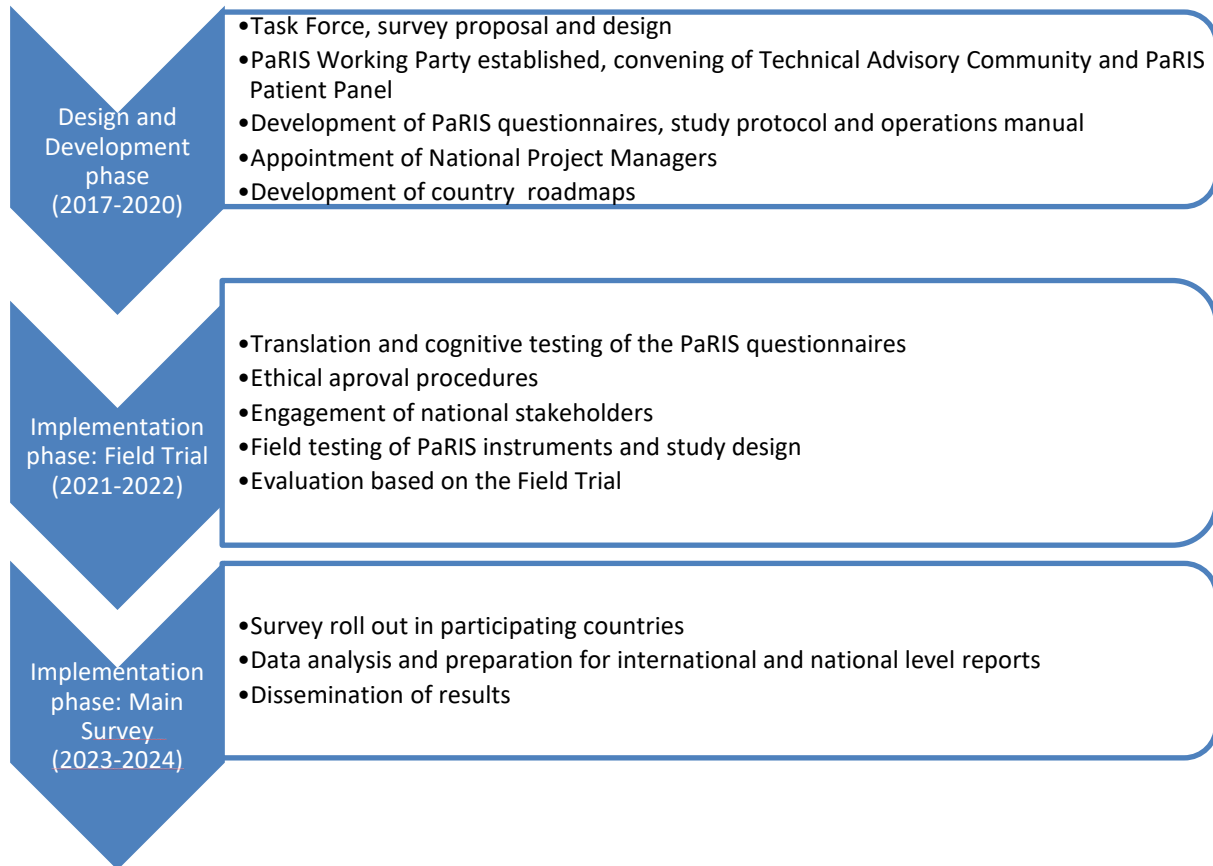 Design and
Development
phase
(2017-2020)
•Task Force, survey proposal and design
•PaRIS Working Party established, convening of Technical Advisory Community and PaRIS
Patient Panel
•Development of PaRIS questionnaires, study protocol and operations manual
•Appointment of National Project Managers
•Development of country roadmaps
Implementation
phase: Field Trial
(2021-2022)
•Translation and cognitive testing of the PaRIS questionnaires
•Ethical aproval procedures
•Engagement of national stakeholders
•Field testing of PaRIS instruments and study design
•Evaluation based on the Field Trial
Implementation
phase: Main
Survey
(2023-2024)
•Survey roll out in participating countries
•Data analysis and preparation for international and national level reports
•Dissemination of results